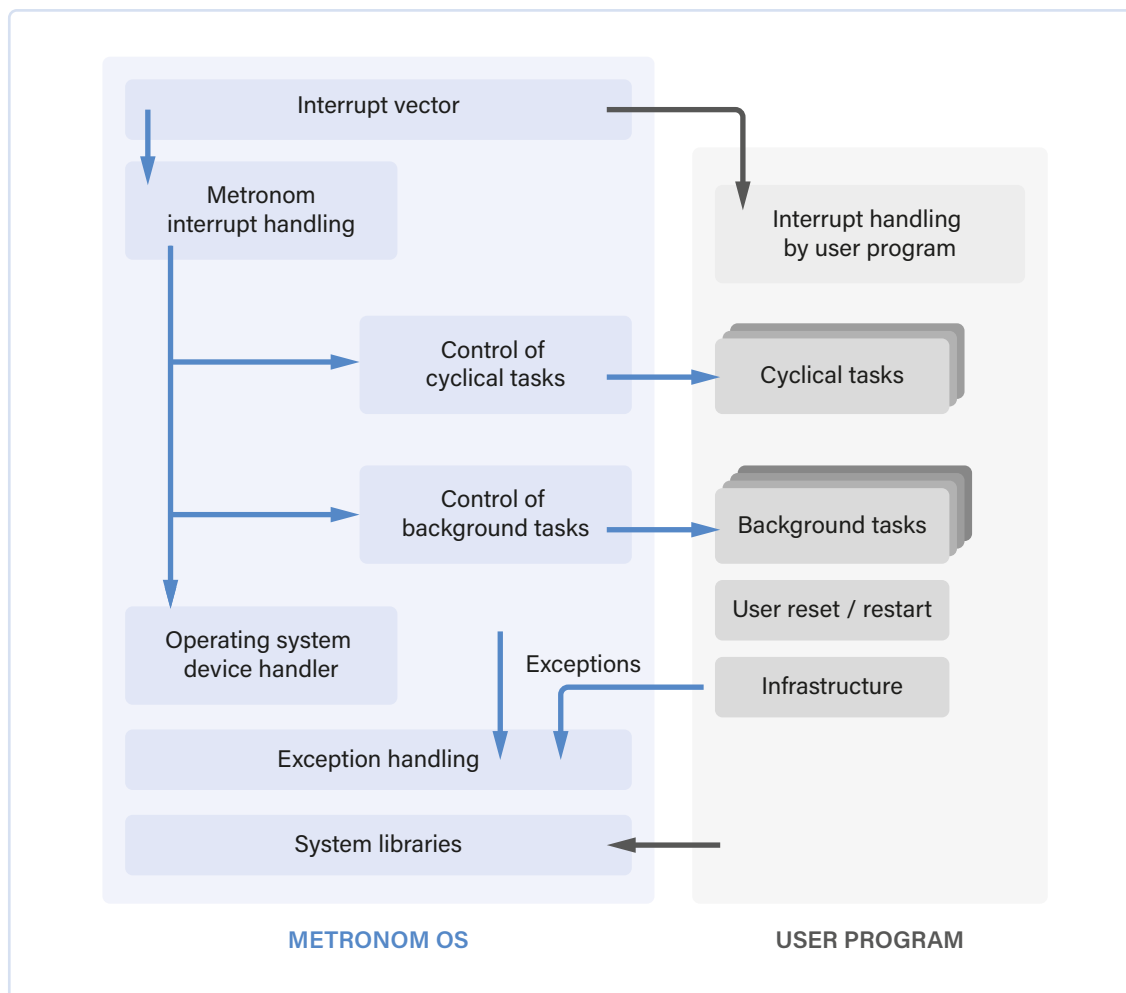 Interrupt vector
Metronom
interrupt handling
Interrupt handling
by user program
Control of
cyclical tasks
Cyclical tasks
Control of
background tasks
Background tasks
User reset / restart
Operating system
device handler
Exceptions
Infrastructure
Exception handling
System libraries
METRONOM OS
USER PROGRAM